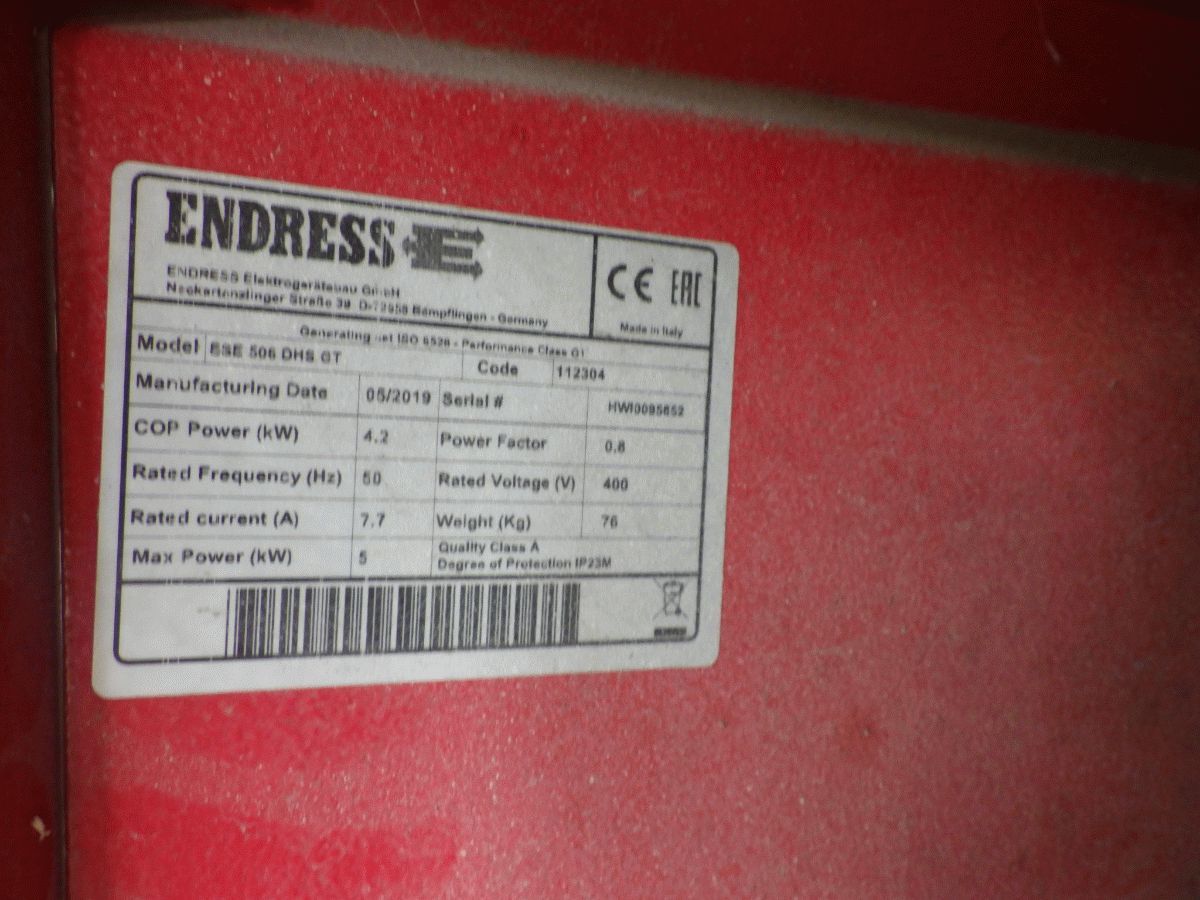 ENDRESS
ENDRESS Elektrogerätebau GmbH
Neckartenzlinger Straße 39 D-72658 Bempflingen - Germany
CE EAC
Made in Italy
Generating set ISO 8528 - Performance Class G1
Model ESE 506 DHS GT Code 112304
Manufacturing Date 05/2019 Serial # HWI0095652
COP Power (kW) 4.2 Power Factor 0.8
Rated Frequency (Hz) 50 Rated Voltage (V) 400
Rated current (A) 7.7 Weight (Kg) 76
Max Power (kW) 5 Quality Class A
Degree of Protection IP23M